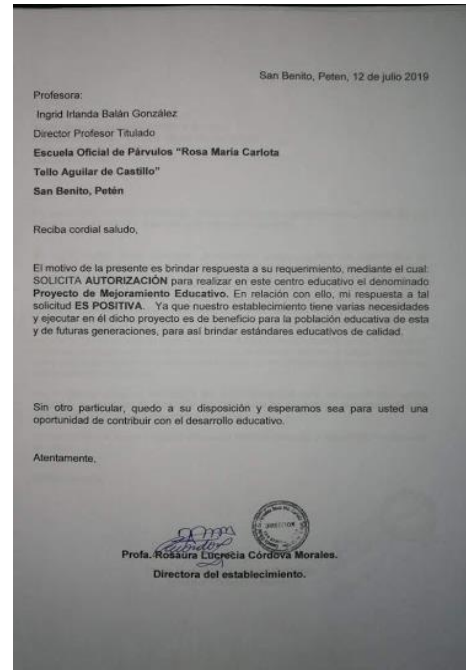 San Benito, Peten, 12 de julio 2019
Profesora:
Ingrid Irlanda Balán González
Director Profesor Titulado
Escuela Oficial de Párvulos "Rosa María Carlota
Tello Aguilar de Castillo"
San Benito, Petén
Reciba cordial saludo,
El motivo de la presente es brindar respuesta a su requerimiento, mediante el cual:
SOLICITA AUTORIZACIÓN para realizar en este centro educativo el denominado
Proyecto de Mejoramiento Educativo. En relación con ello, mi respuesta a tal
solicitud ES POSITIVA. Ya que nuestro establecimiento tiene varias necesidades
y ejecutar en él dicho proyecto es de beneficio para la población educativa de esta
y de futuras generaciones, para así brindar estándares educativos de calidad.
Sin otro particular, quedo a su disposición y esperamos sea para usted una
oportunidad de contribuir con el desarrollo educativo.
Atentamente,
DIRECCION
Profa. Rosaura Lucrecia Córdova Morales.
Directora del establecimiento.